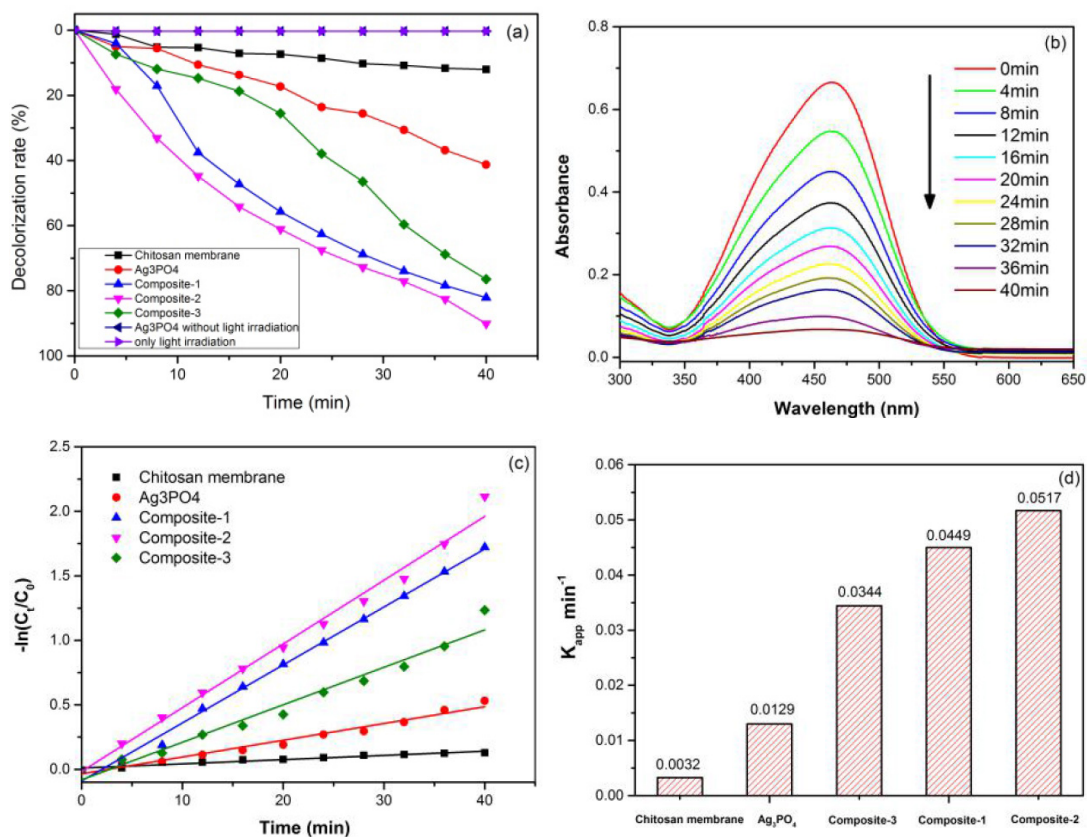 (a)
0
20
40
60
80
100
Decolorization rate (%)
Chitosan membrane
Ag3PO4
Composite-1
Composite-2
Composite-3
Ag3PO4 without light irradiation
only light irradiation
0 10 20 30 40
Time (min)
(b)
0.8
0.6
0.4
0.2
0.0
Absorbance
0min
4min
8min
12min
16min
20min
24min
28min
32min
36min
40min
300 350 400 450 500 550 600 650
Wavelength (nm)
(c)
2.5
2.0
1.5
1.0
0.5
0.0
-ln(Ct/C0)
Chitosan membrane
Ag3PO4
Composite-1
Composite-2
Composite-3
0 10 20 30 40
Time (min)
(d)
0.06
0.05
0.04
0.03
0.02
0.01
0.00
Kapp min-1
0.0032
0.0129
0.0344
0.0449
0.0517
Chitosan membrane Ag3PO4 Composite-3 Composite-1 Composite-2